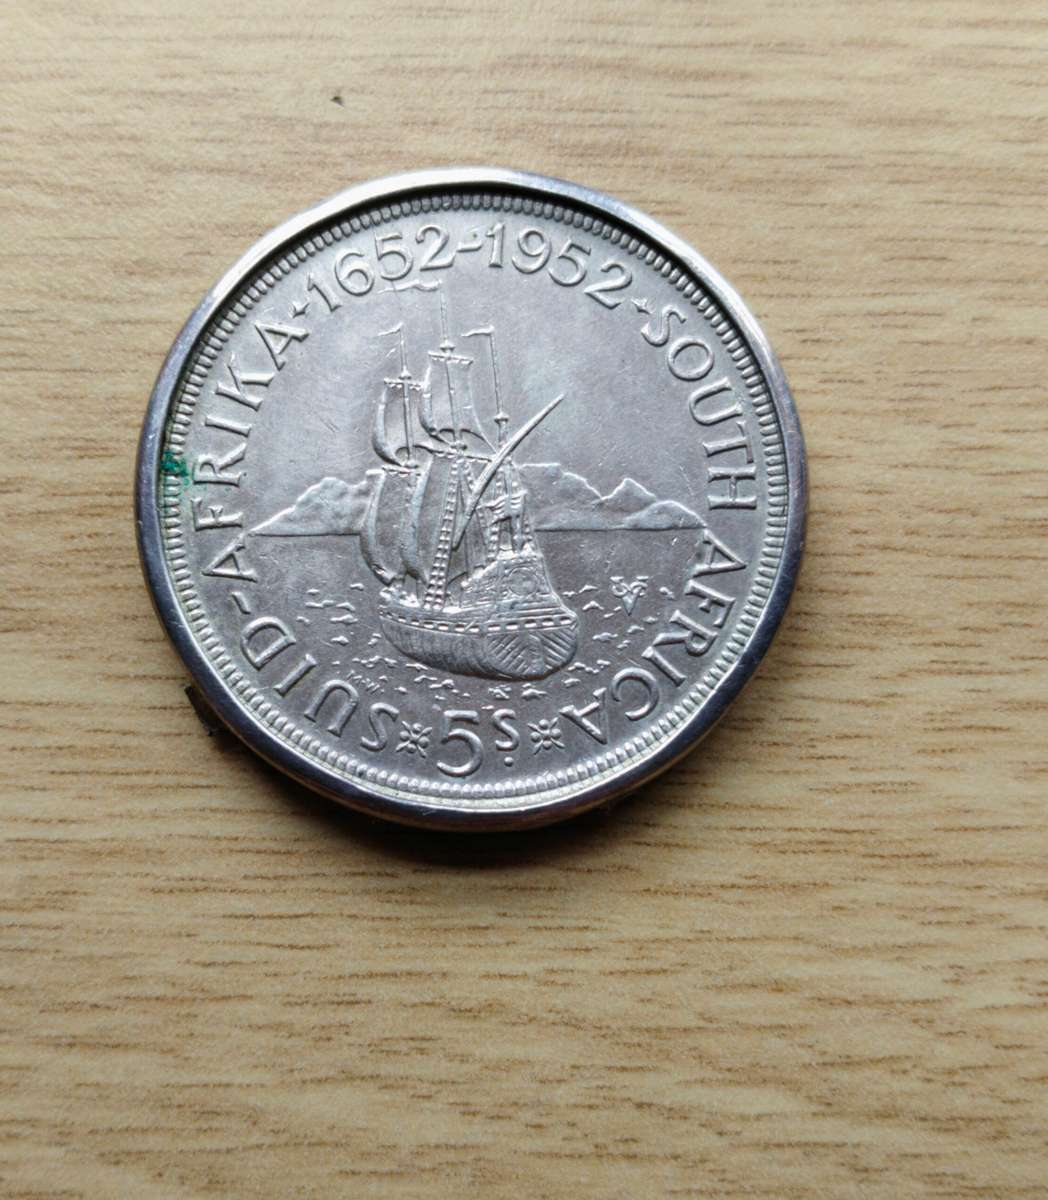 SUID-AFRIKA 1652-1952 SOUTH AFRICA
5S.
M.W.